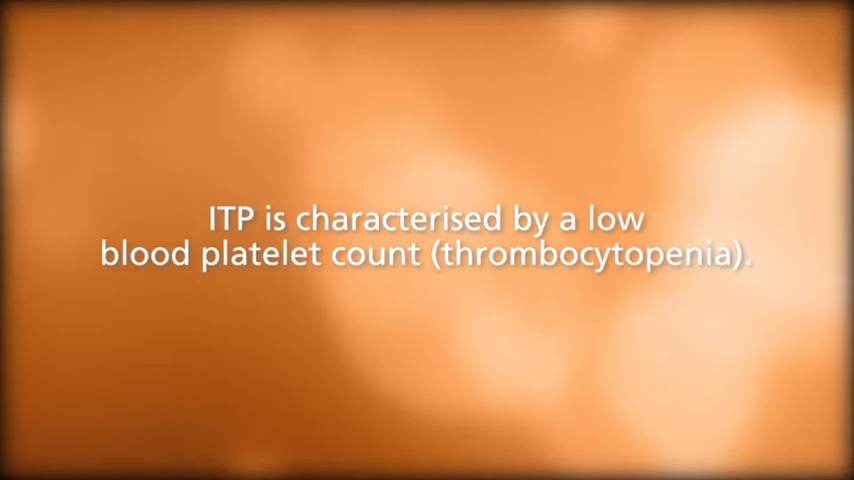 ITP is characterised by a low
blood platelet count (thrombocytopenia).